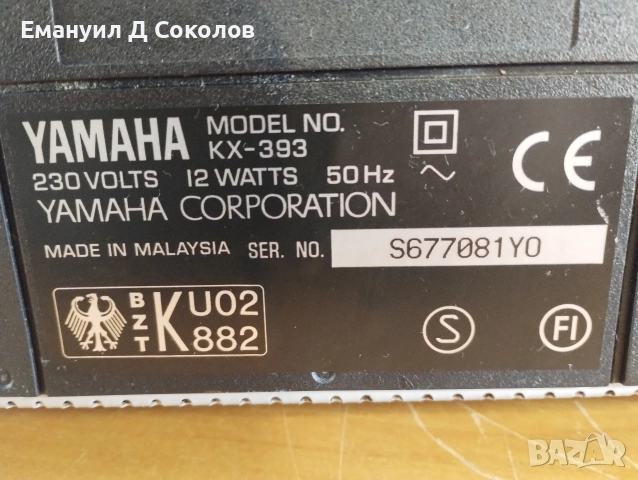 Емануил Д Соколов
YAMAHA MODEL NO. KX-393
230 VOLTS 12 WATTS 50 Hz
YAMAHA CORPORATION
CE
MADE IN MALAYSIA SER. NO. S677081Y0
BZT K U02 882
S
FI
BAZAR